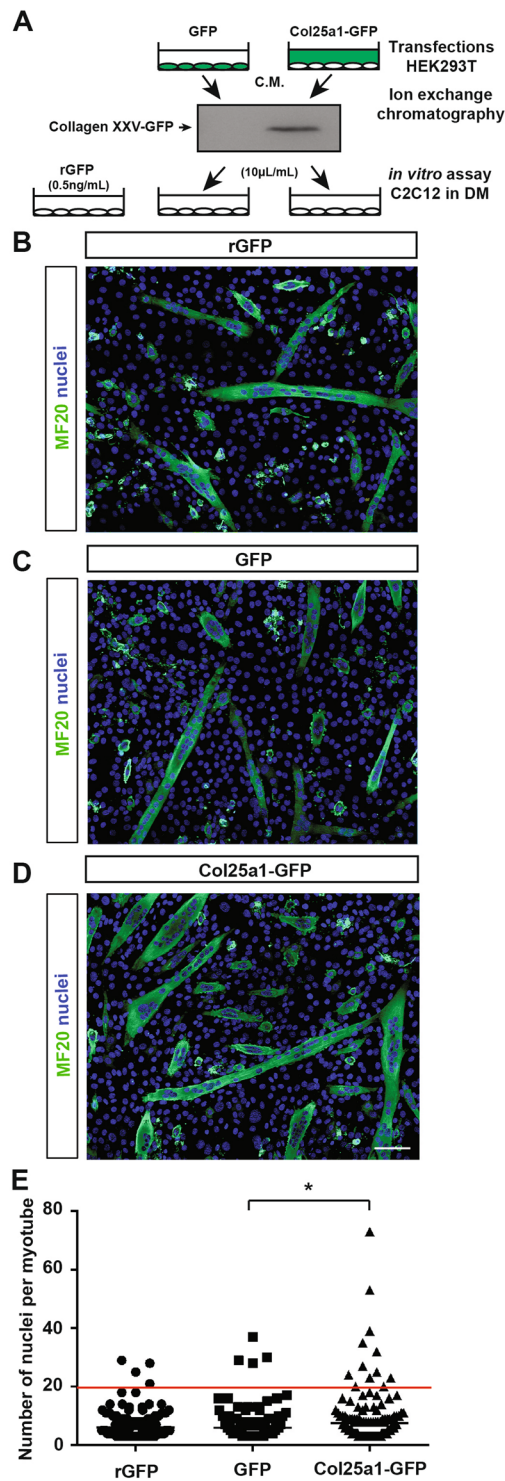 A
GFP
Col25a1-GFP
Transfections
HEK293T
C.M.
Ion exchange
chromatography
Collagen XXV-GFP
rGFP
(0.5ng/mL)
(10µL/mL)
in vitro assay
C2C12 in DM
B
rGFP
MF20 nuclei
C
GFP
MF20 nuclei
D
Col25a1-GFP
MF20 nuclei
E
*
Number of nuclei per myotube
80
60
40
20
0
rGFP
GFP
Col25a1-GFP